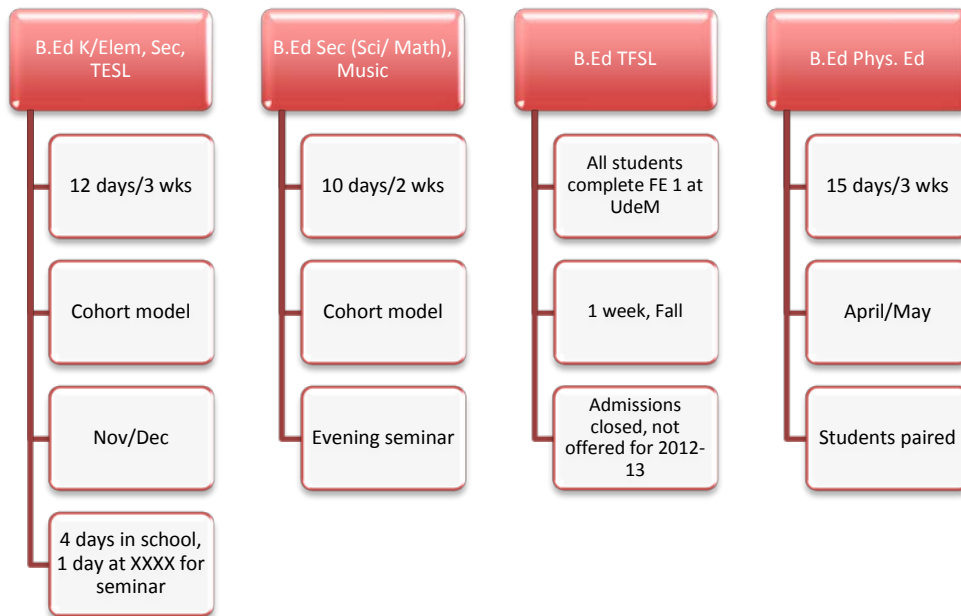 B.Ed K/Elem, Sec,
TESL
12 days/3 wks
Cohort model
Nov/Dec
4 days in school,
1 day at XXXX for
seminar
B.Ed Sec (Sci/ Math),
Music
10 days/2 wks
Cohort model
Evening seminar
B.Ed TFSL
All students
complete FE 1 at
UdeM
1 week, Fall
Admissions
closed, not
offered for 2012-
13
B.Ed Phys. Ed
15 days/3 wks
April/May
Students paired